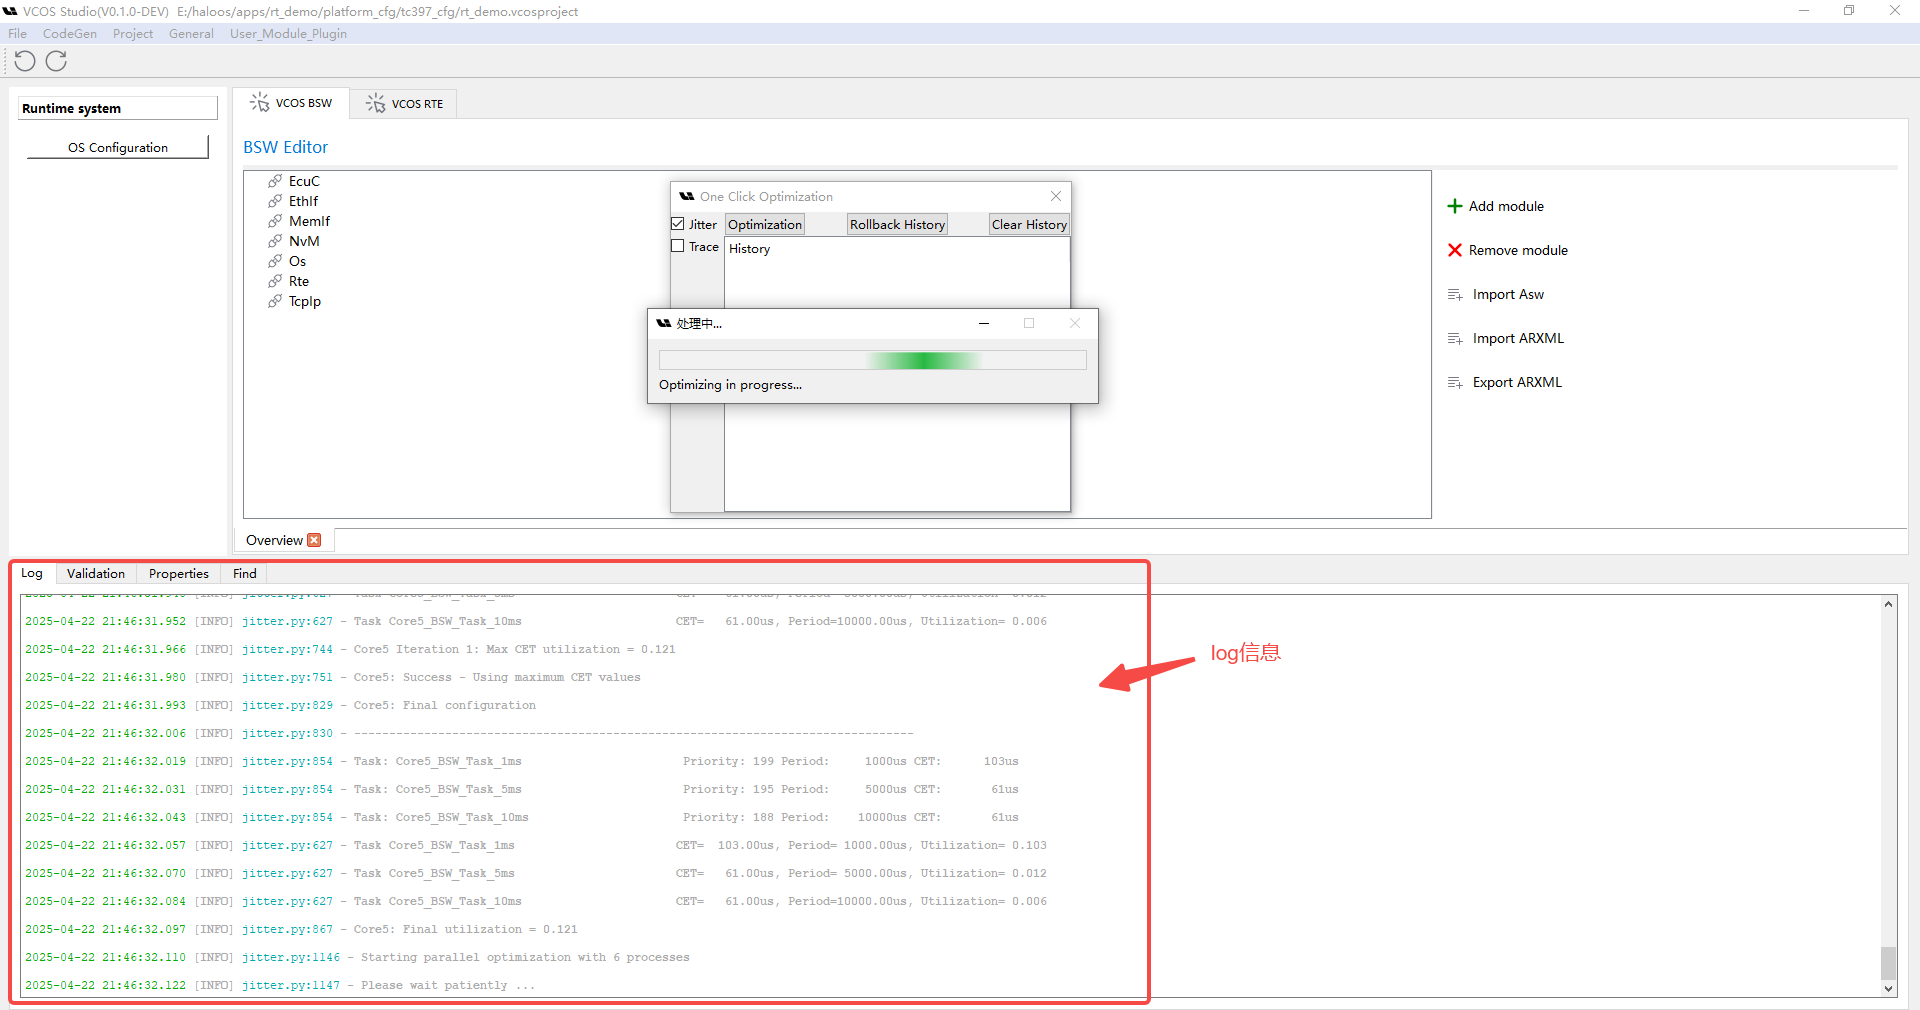 VCOS Studio(V0.1.0-DEV) E:/haloos/apps/rt_demo/platform_cfg/tc397_cfg/rt_demo.vcosproject
File CodeGen Project General User_Module_Plugin
Runtime system
OS Configuration
VCOS BSW VCOS RTE
BSW Editor
EcuC
EthIf
MemIf
NvM
Os
Rte
TcpIp
One Click Optimization
Jitter Optimization Rollback History Clear History
Trace History
处理中...
Optimizing in progress...
Add module
Remove module
Import Asw
Import ARXML
Export ARXML
Overview
Log Validation Properties Find
2025-04-22 21:46:31.952 [INFO] jitter.py:627 - Task Core5_BSW_Task_10ms CET= 61.00us, Period=10000.00us, Utilization= 0.006
2025-04-22 21:46:31.966 [INFO] jitter.py:744 - Core5 Iteration 1: Max CET utilization = 0.121
2025-04-22 21:46:31.980 [INFO] jitter.py:751 - Core5: Success - Using maximum CET values
2025-04-22 21:46:31.993 [INFO] jitter.py:829 - Core5: Final configuration
2025-04-22 21:46:32.006 [INFO] jitter.py:830 - --------------------------------------------------------------------------------
2025-04-22 21:46:32.019 [INFO] jitter.py:854 - Task: Core5_BSW_Task_1ms Priority: 199 Period: 1000us CET: 103us
2025-04-22 21:46:32.031 [INFO] jitter.py:854 - Task: Core5_BSW_Task_5ms Priority: 195 Period: 5000us CET: 61us
2025-04-22 21:46:32.043 [INFO] jitter.py:854 - Task: Core5_BSW_Task_10ms Priority: 188 Period: 10000us CET: 61us
2025-04-22 21:46:32.057 [INFO] jitter.py:627 - Task Core5_BSW_Task_1ms CET= 103.00us, Period= 1000.00us, Utilization= 0.103
2025-04-22 21:46:32.070 [INFO] jitter.py:627 - Task Core5_BSW_Task_5ms CET= 61.00us, Period= 5000.00us, Utilization= 0.012
2025-04-22 21:46:32.084 [INFO] jitter.py:627 - Task Core5_BSW_Task_10ms CET= 61.00us, Period=10000.00us, Utilization= 0.006
2025-04-22 21:46:32.097 [INFO] jitter.py:867 - Core5: Final utilization = 0.121
2025-04-22 21:46:32.110 [INFO] jitter.py:1146 - Starting parallel optimization with 6 processes
2025-04-22 21:46:32.122 [INFO] jitter.py:1147 - Please wait patiently ...
log信息